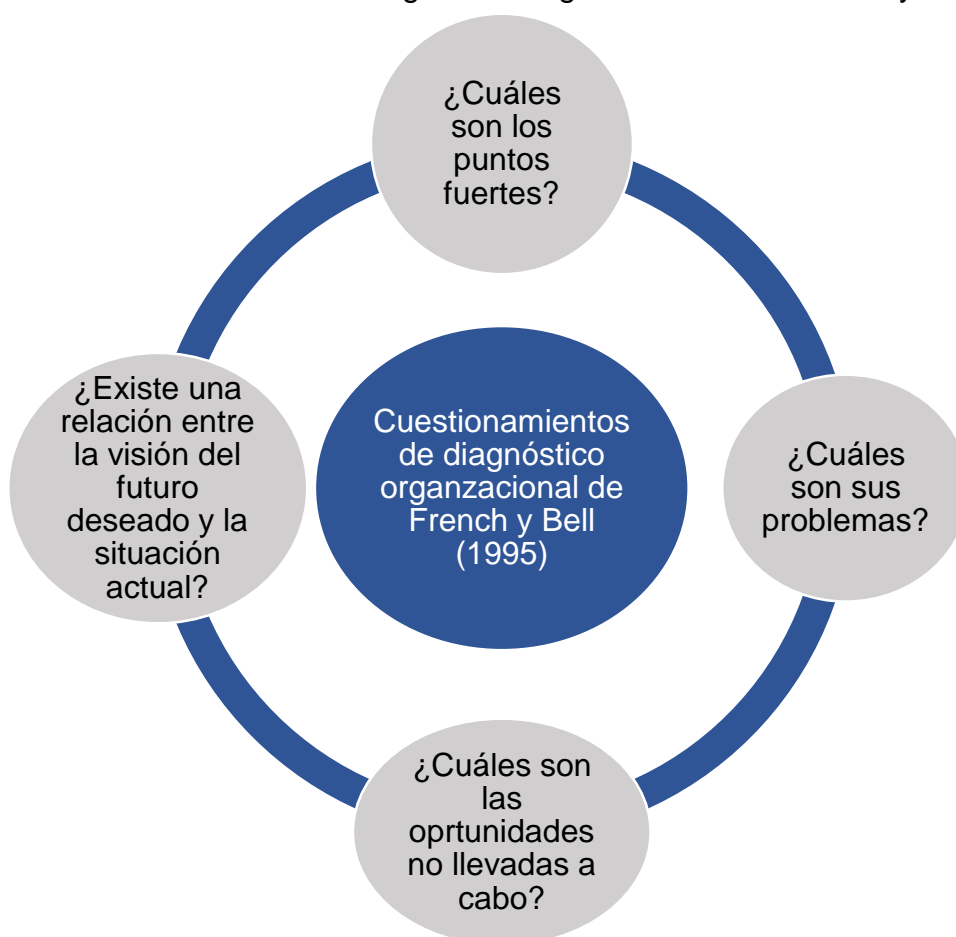 ¿Cuáles
son los
puntos
fuertes?
¿Existe una
relación entre
la visión del
futuro
deseado y la
situación
actual?
Cuestionamientos
de diagnóstico
organzacional de
French y Bell
(1995)
¿Cuáles
son sus
problemas?
¿Cuáles son
las
oprtunidades
no llevadas a
cabo?